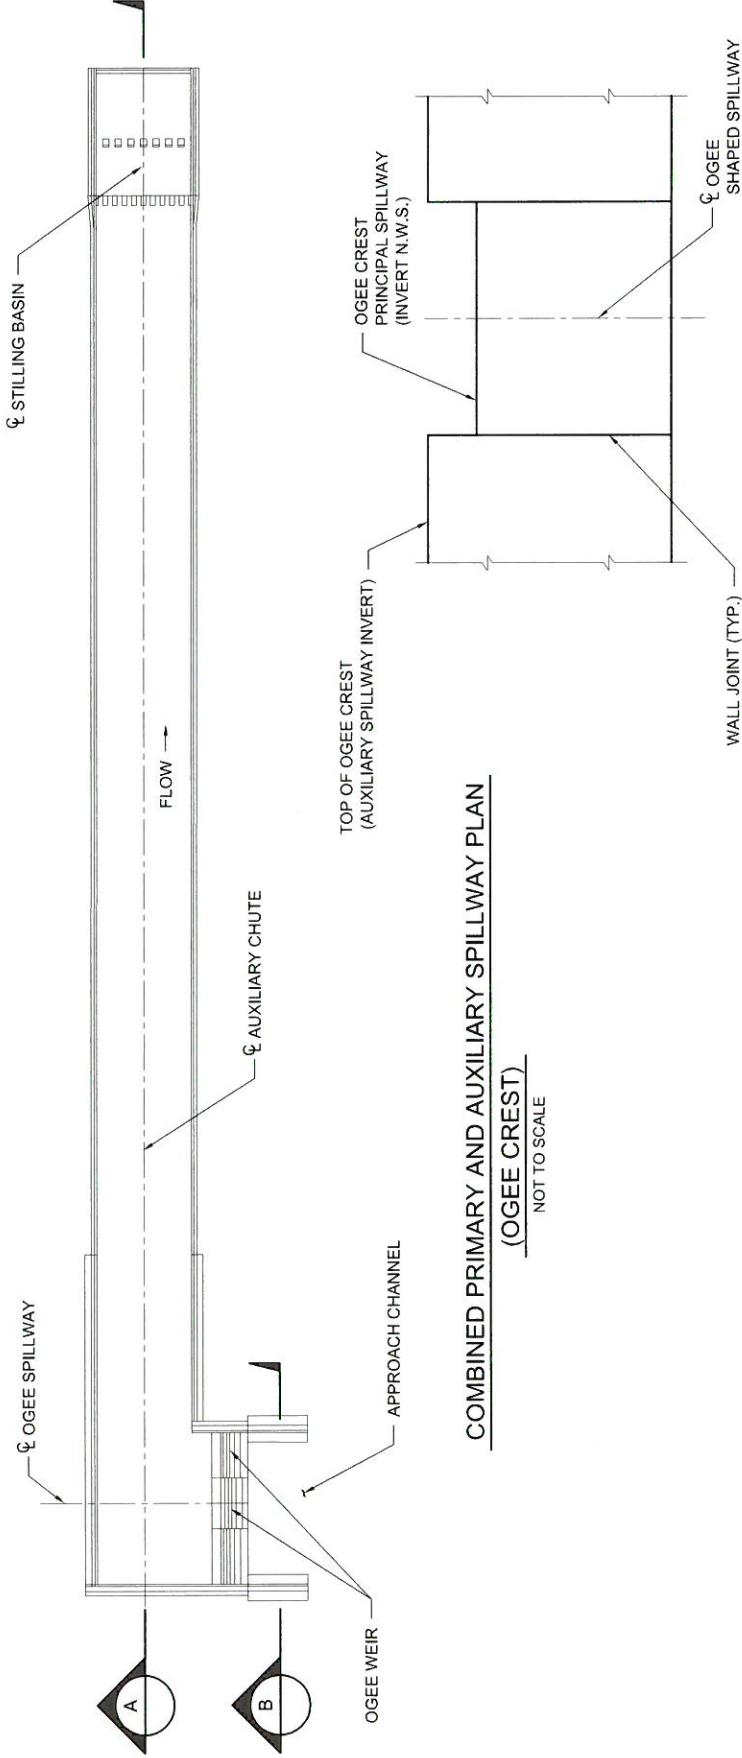 ℄ STILLING BASIN
FLOW
℄ AUXILIARY CHUTE
℄ OGEE SPILLWAY
APPROACH CHANNEL
OGEE WEIR
A
B
OGEE CREST
PRINCIPAL SPILLWAY
(INVERT N.W.S.)
℄ OGEE
SHAPED SPILLWAY
TOP OF OGEE CREST
(AUXILIARY SPILLWAY INVERT)
WALL JOINT (TYP.)
COMBINED PRIMARY AND AUXILIARY SPILLWAY PLAN
(OGEE CREST)
NOT TO SCALE